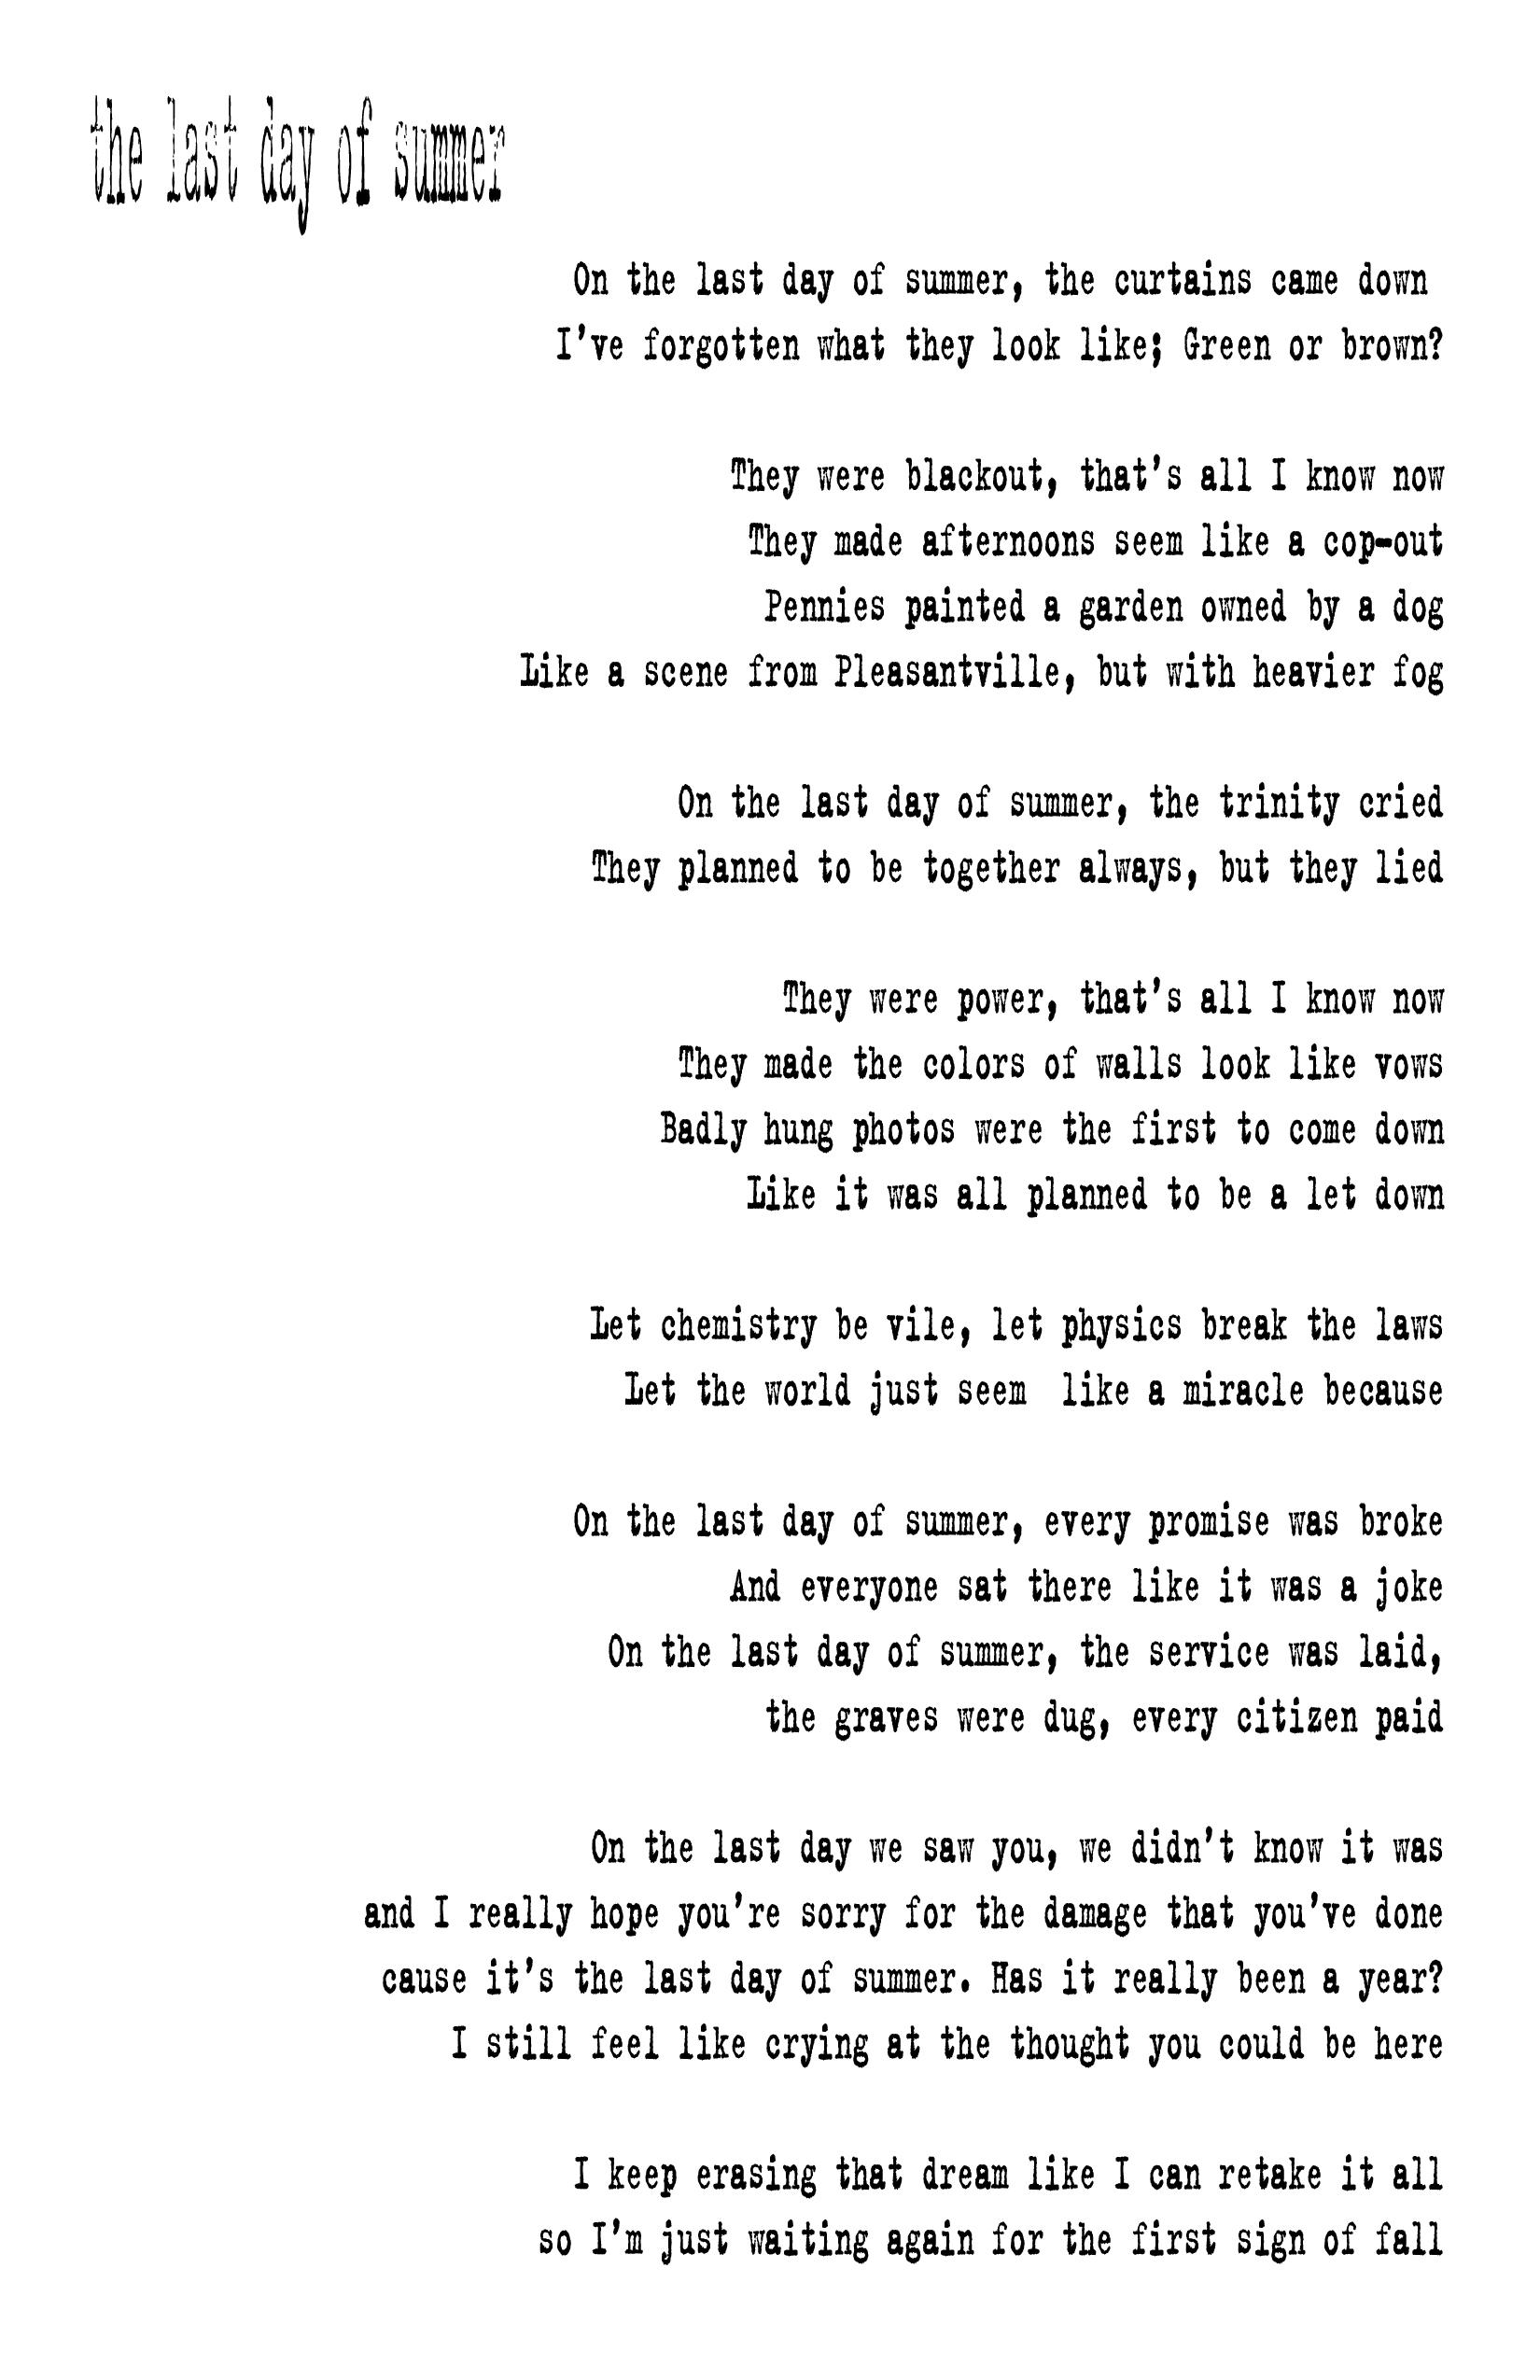 the last day of summer
On the last day of summer, the curtains came down
I've forgotten what they look like; Green or brown?
They were blackout, that's all I know now
They made afternoons seem like a cop-out
Pennies painted a garden owned by a dog
Like a scene from Pleasantville, but with heavier fog
On the last day of summer, the trinity cried
They planned to be together always, but they lied
They were power, that's all I know now
They made the colors of walls look like vows
Badly hung photos were the first to come down
Like it was all planned to be a let down
Let chemistry be vile, let physics break the laws
Let the world just seem  like a miracle because
On the last day of summer, every promise was broke
And everyone sat there like it was a joke
On the last day of summer, the service was laid,
the graves were dug, every citizen paid
On the last day we saw you, we didn't know it was
and I really hope you're sorry for the damage that you've done
cause it's the last day of summer. Has it really been a year?
I still feel like crying at the thought you could be here
I keep erasing that dream like I can retake it all
so I'm just waiting again for the first sign of fall